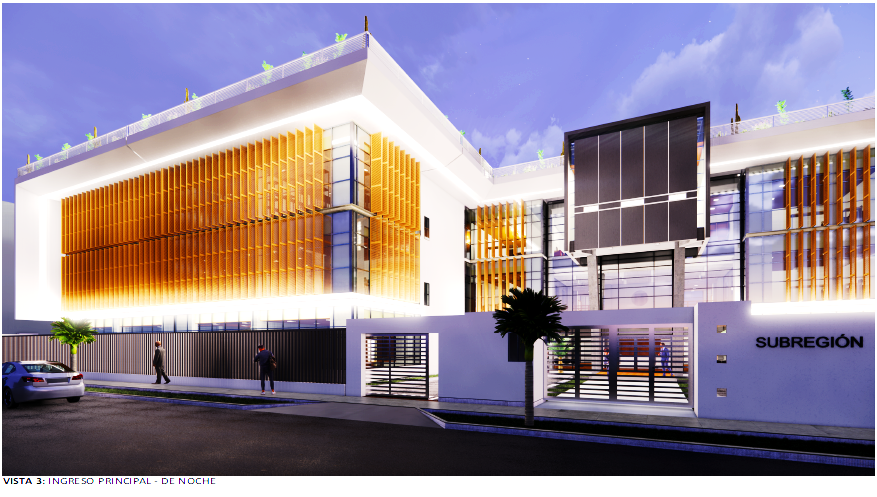 SUBREGIÓN
VISTA 3: INGRESO PRINCIPAL - DE NOCHE